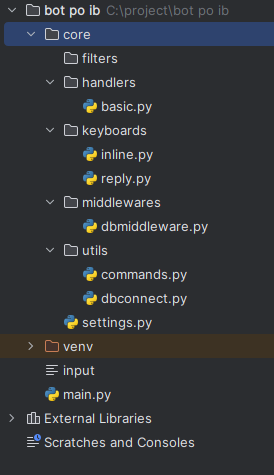 bot po ib C:\project\bot po ib
core
filters
handlers
basic.py
keyboards
inline.py
reply.py
middlewares
dbmiddleware.py
utils
commands.py
dbconnect.py
settings.py
venv
input
main.py
External Libraries
Scratches and Consoles